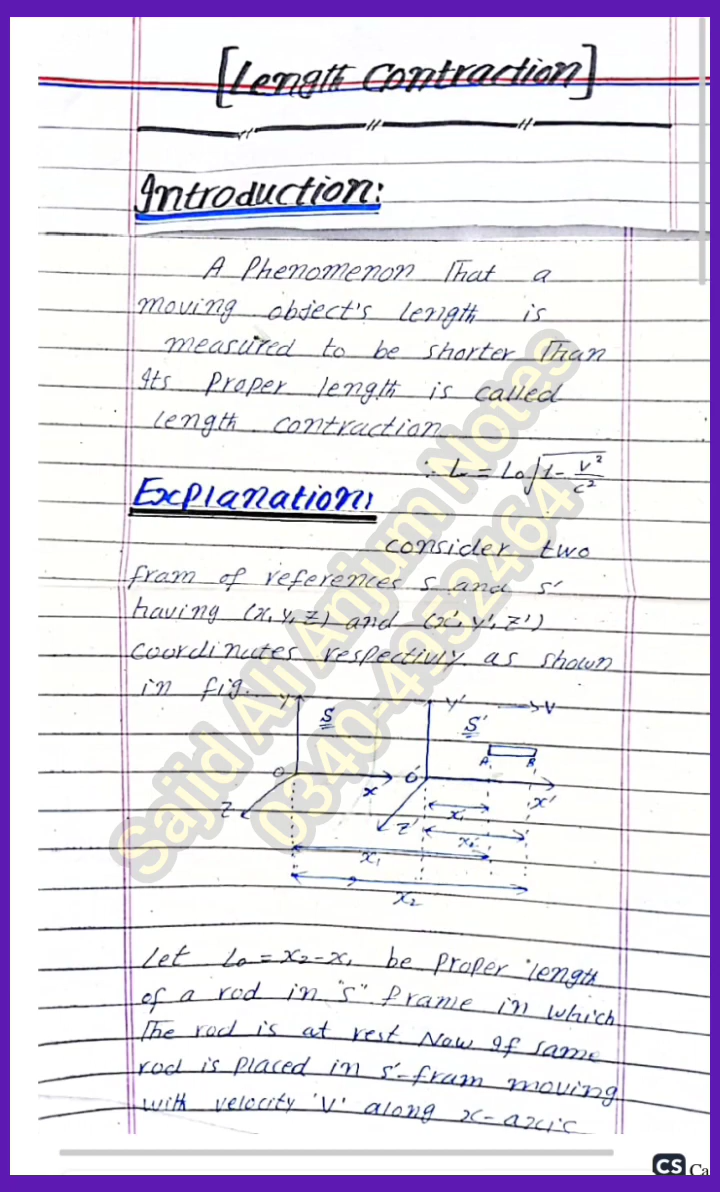 [Length Contraction]
Introduction:
A Phenomenon That a
moving object's length is
measured to be shorter Than
Its Proper length is called
length contraction
∴ L = L₀√1- v²/c²
Explanation:
consider two
fram of references s and s'
having (x, y, z) and (x', y', z')
coordinates respectivly as shown
in fig.
Y S Y' S' V
A B
O x O' x'
Z Z' x₁' x₂'
x₁
x₂
Let L₀ = x₂-x₁ be proper length
of a rod in "s" frame in which
The rod is at rest Now If same
rod is placed in s'-fram moving
with velocity 'v' along x-axis
Sajid Ali Anjum Notes
0340-4952464
CS Ca